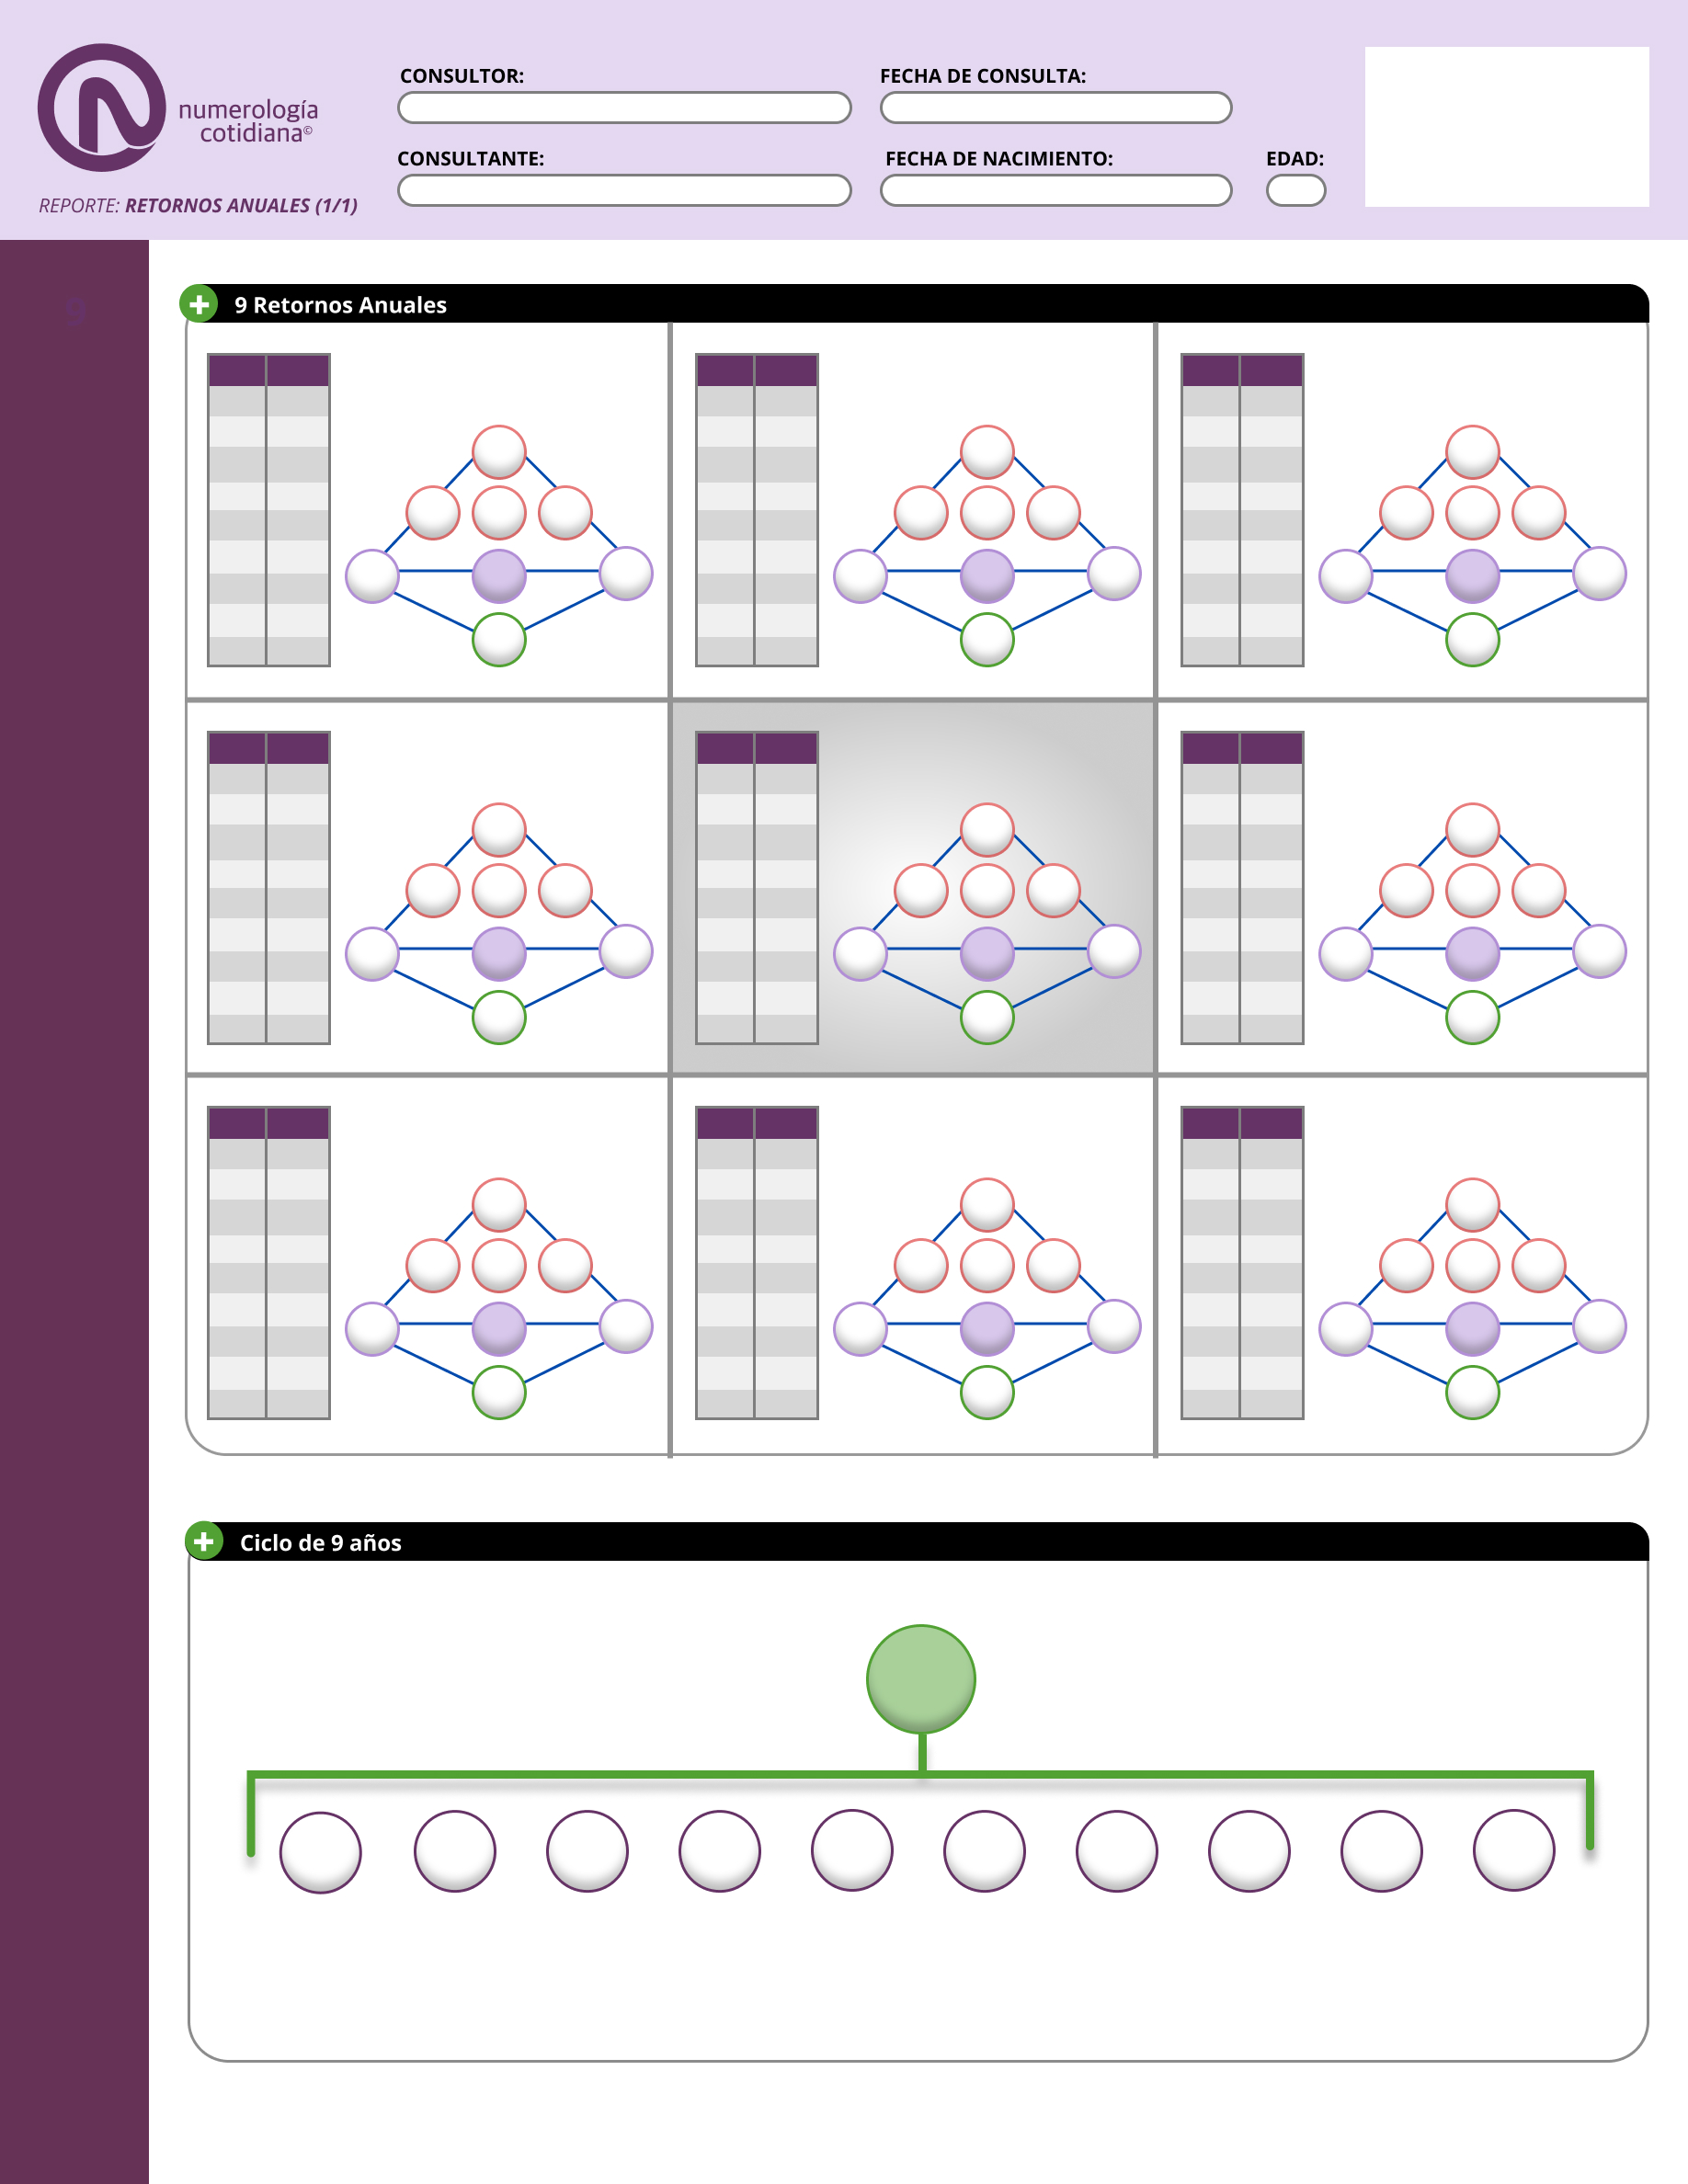 numerología
cotidiana©
REPORTE: RETORNOS ANUALES (1/1)
CONSULTOR:
FECHA DE CONSULTA:
CONSULTANTE:
FECHA DE NACIMIENTO:
EDAD:
9
9 Retornos Anuales
Ciclo de 9 años